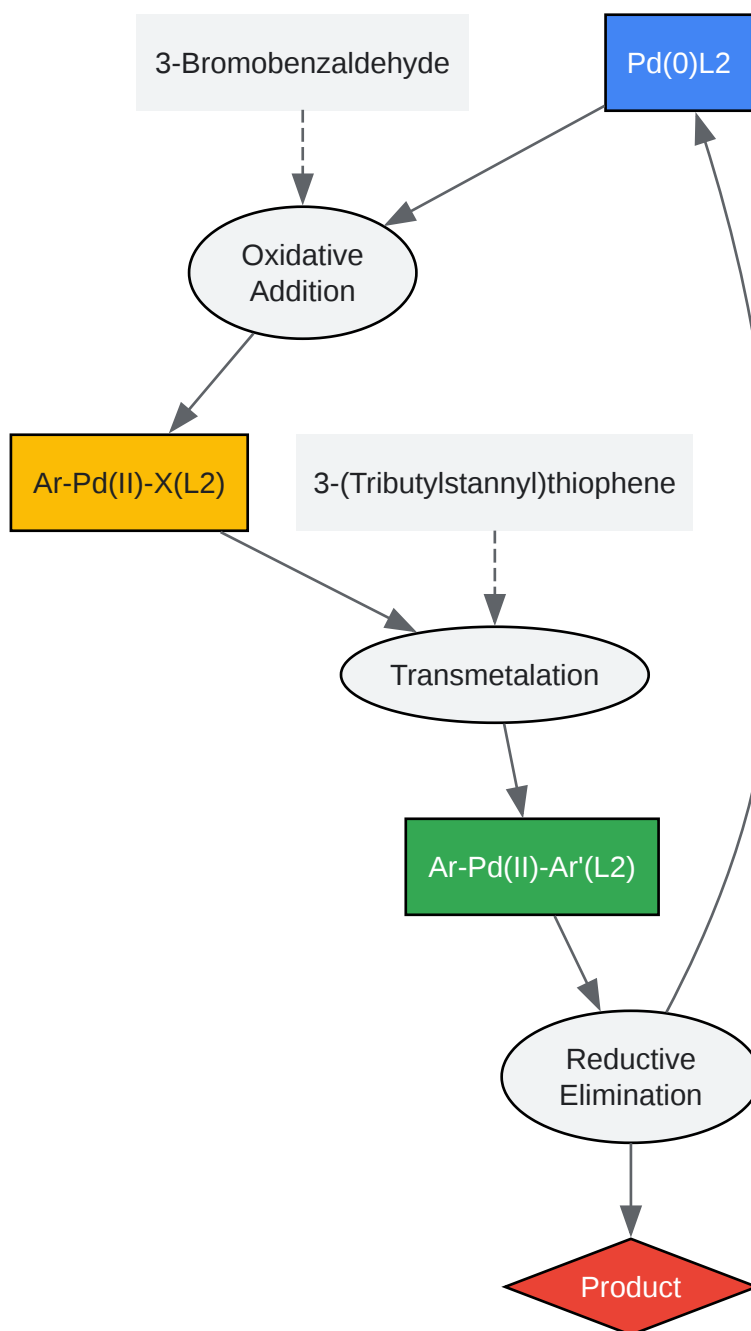 3-Bromobenzaldehyde
Pd(0)L2
Oxidative
Addition
Ar-Pd(II)-X(L2)
3-(Tributylstannyl)thiophene
Transmetalation
Ar-Pd(II)-Ar'(L2)
Reductive
Elimination
Product